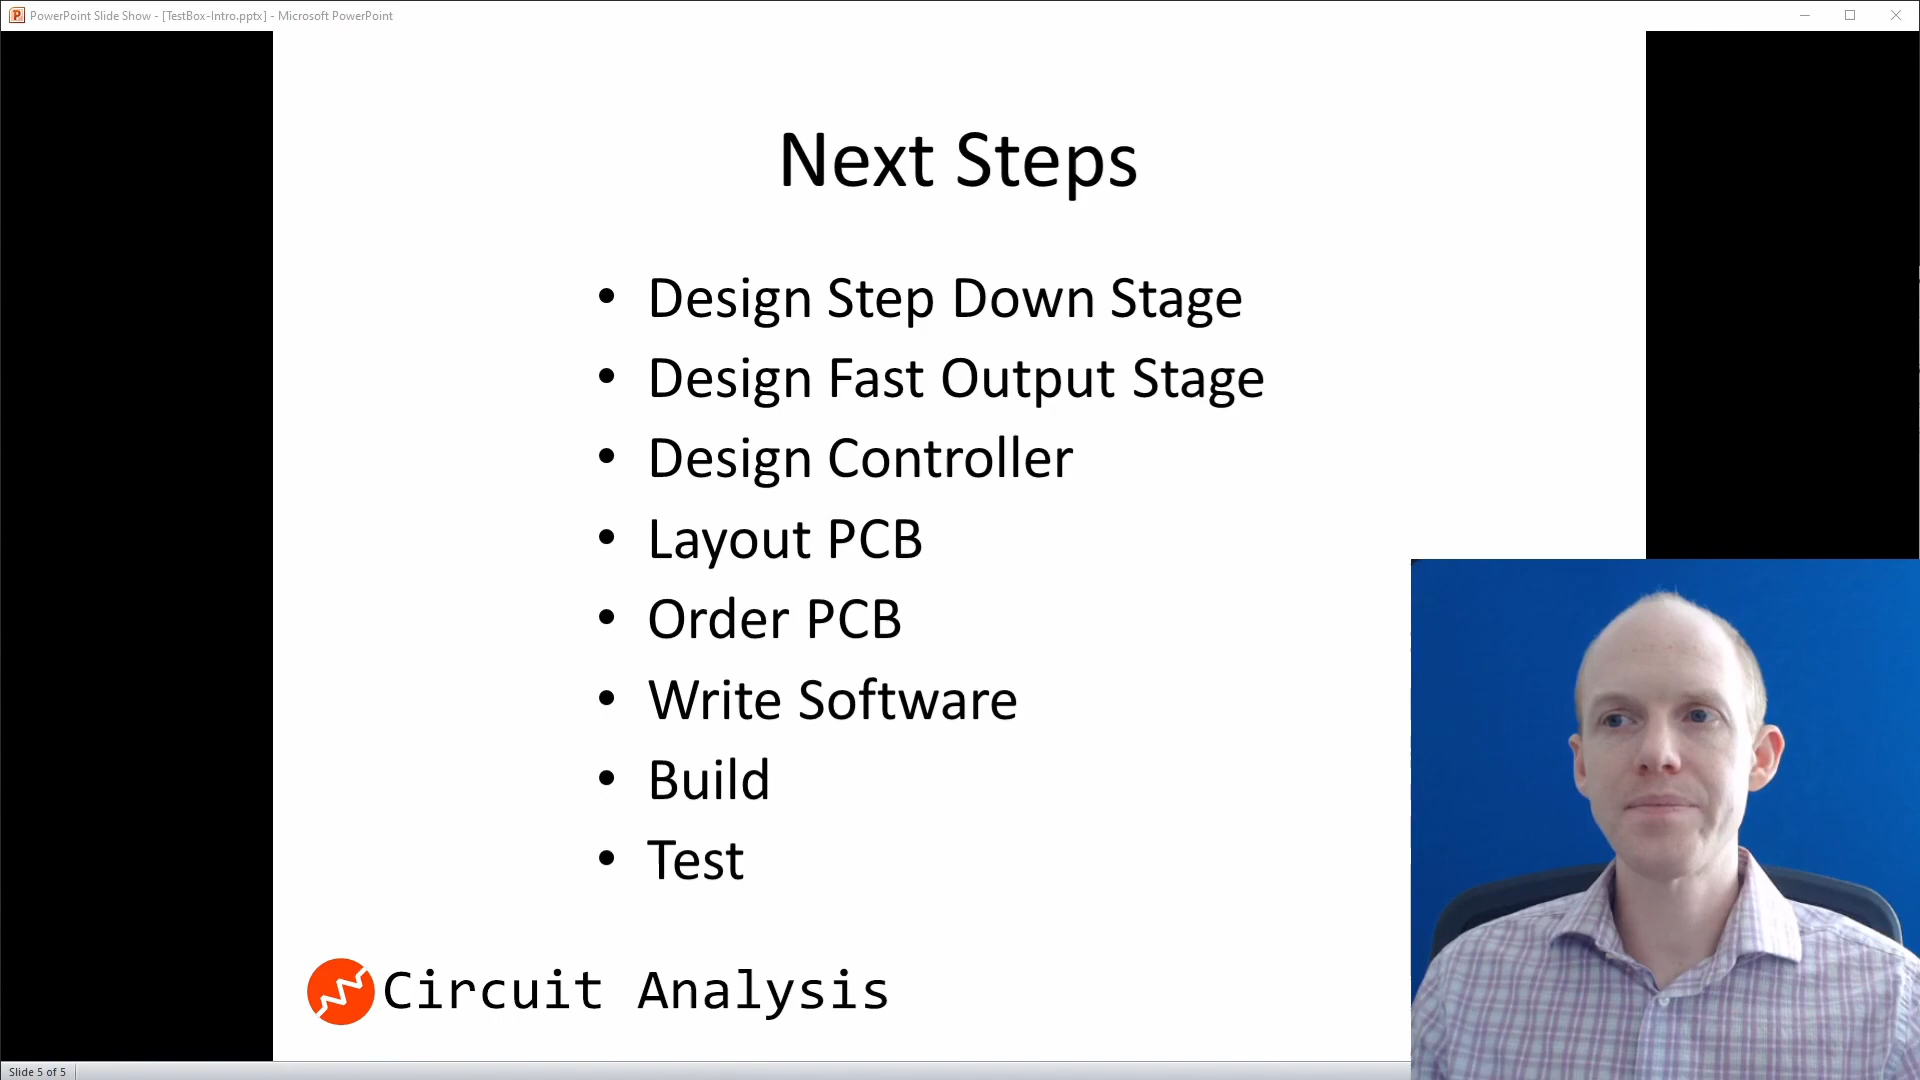 PowerPoint Slide Show - [TestBox-Intro.pptx] - Microsoft PowerPoint
Next Steps
• Design Step Down Stage
• Design Fast Output Stage
• Design Controller
• Layout PCB
• Order PCB
• Write Software
• Build
• Test
Circuit Analysis
Slide 5 of 5